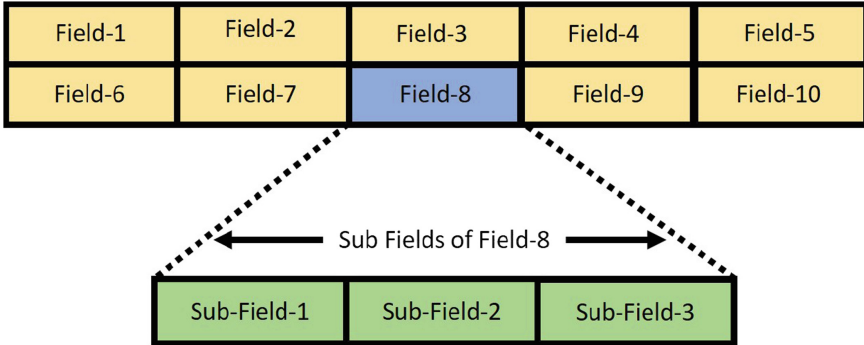 Field-1 Field-2 Field-3 Field-4 Field-5
Field-6 Field-7 Field-8 Field-9 Field-10
Sub Fields of Field-8
Sub-Field-1 Sub-Field-2 Sub-Field-3